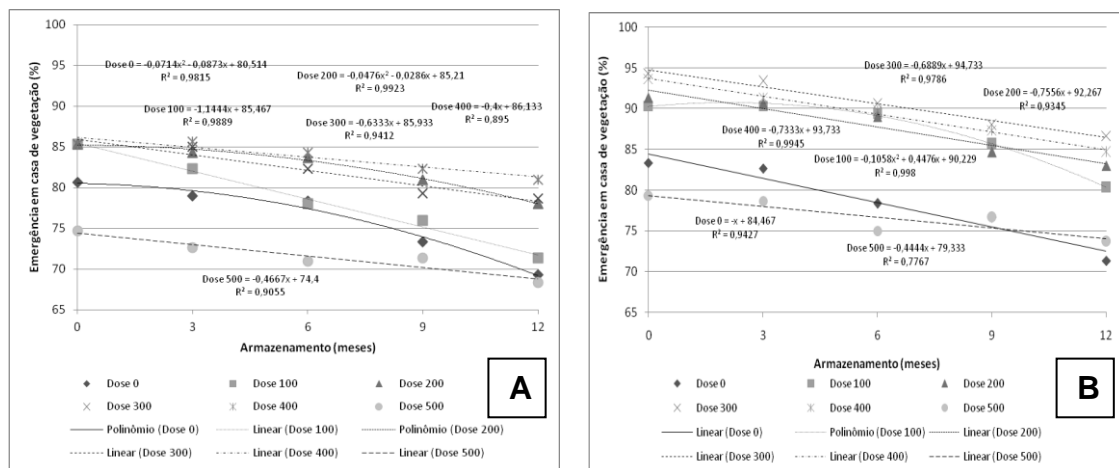 100
95
90
85
80
75
70
65
Emergência em casa de vegetação (%)
Dose 0 = -0,0714x² - 0,0873x + 80,514
R² = 0,9815
Dose 200 = -0,0476x² - 0,0286x + 85,21
R² = 0,9923
Dose 100 = -1,1444x + 85,467
R² = 0,9889
Dose 300 = -0,6333x + 85,933
R² = 0,9412
Dose 400 = -0,4x + 86,133
R² = 0,895
Dose 500 = -0,4667x + 74,4
R² = 0,9055
0 3 6 9 12
Armazenamento (meses)
Dose 0 Dose 100 Dose 200
Dose 300 Dose 400 Dose 500
Polinômio (Dose 0) Linear (Dose 100) Polinômio (Dose 200)
Linear (Dose 300) Linear (Dose 400) Linear (Dose 500)
A
100
95
90
85
80
75
70
65
Emergência em casa de vegetação (%)
Dose 300 = -0,6889x + 94,733
R² = 0,9786
Dose 200 = -0,7556x + 92,267
R² = 0,9345
Dose 400 = -0,7333x + 93,733
R² = 0,9945
Dose 100 = -0,1058x² + 0,4476x + 90,229
R² = 0,998
Dose 0 = -x + 84,467
R² = 0,9427
Dose 500 = -0,4444x + 79,333
R² = 0,7767
0 3 6 9 12
Armazenamento (meses)
Dose 0 Dose 100 Dose 200
Dose 300 Dose 400 Dose 500
Linear (Dose 0) Polinômio (Dose 100) Linear (Dose 200)
Linear (Dose 300) Linear (Dose 400) Linear (Dose 500)
B